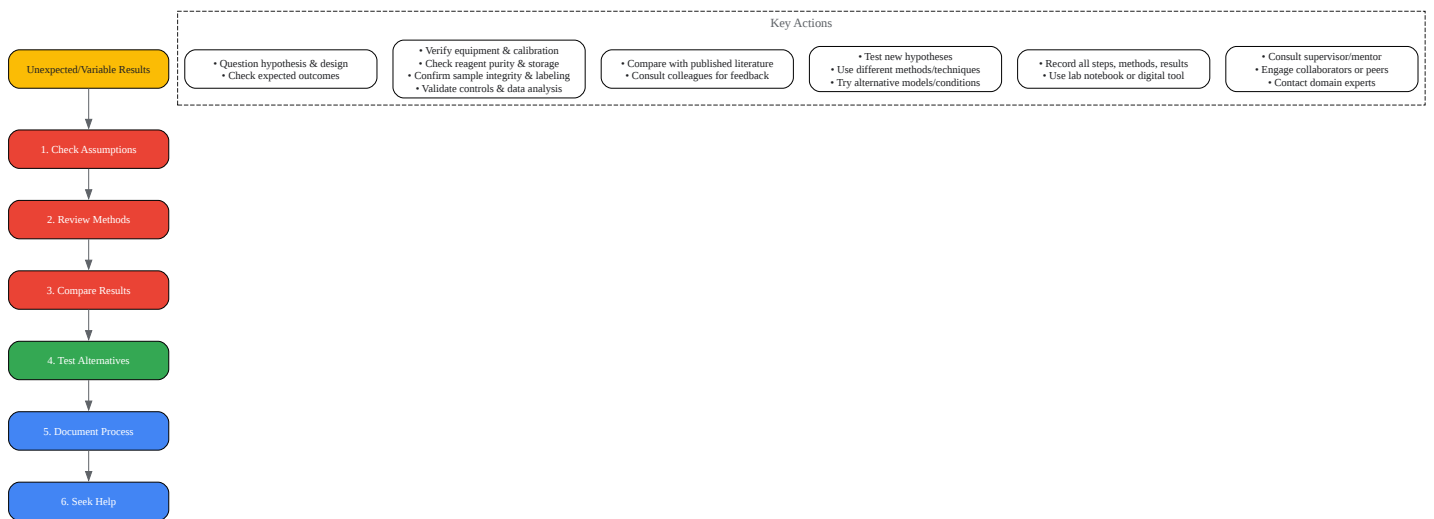 Key Actions
Unexpected/Variable Results
• Question hypothesis & design
• Check expected outcomes
• Verify equipment & calibration
• Check reagent purity & storage
• Confirm sample integrity & labeling
• Validate controls & data analysis
• Compare with published literature
• Consult colleagues for feedback
• Test new hypotheses
• Use different methods/techniques
• Try alternative models/conditions
• Record all steps, methods, results
• Use lab notebook or digital tool
• Consult supervisor/mentor
• Engage collaborators or peers
• Contact domain experts
1. Check Assumptions
2. Review Methods
3. Compare Results
4. Test Alternatives
5. Document Process
6. Seek Help